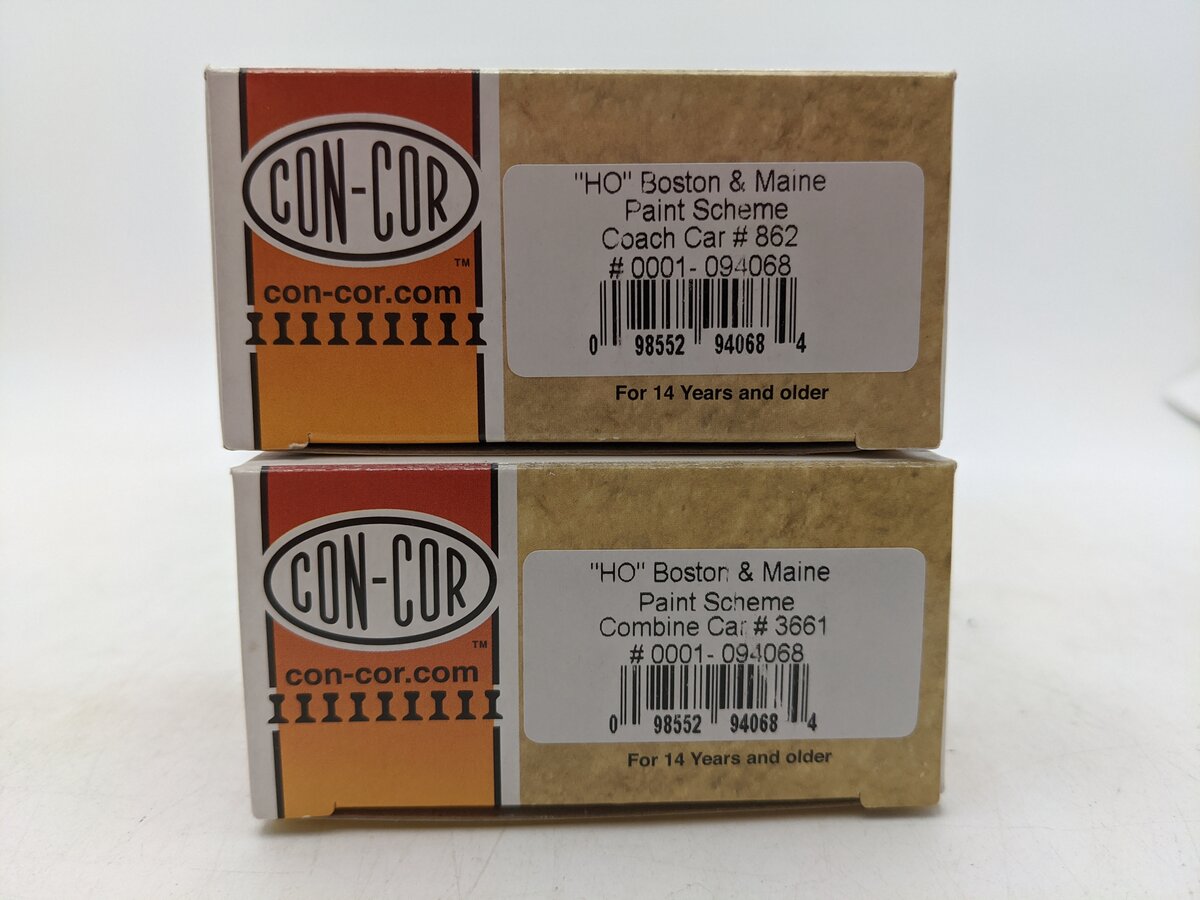 CON-COR
TM
con-cor.com
"HO" Boston & Maine
Paint Scheme
Coach Car # 862
# 0001- 094068
0 98552 94068 4
For 14 Years and older
CON-COR
TM
con-cor.com
"HO" Boston & Maine
Paint Scheme
Combine Car # 3661
# 0001- 094068
0 98552 94068 4
For 14 Years and older